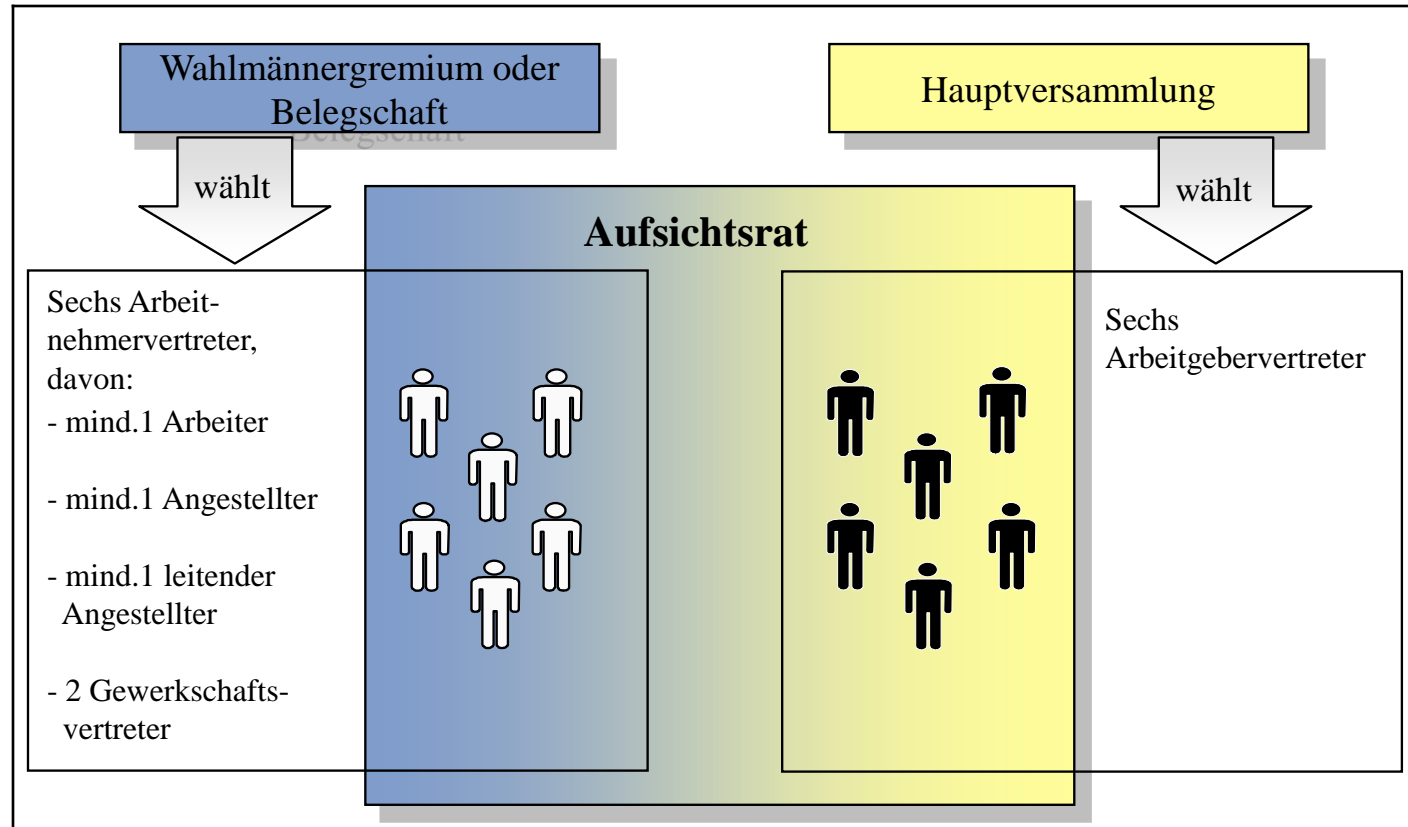 Wahlmännergremium oder
Belegschaft
Hauptversammlung
wählt
wählt
Aufsichtsrat
Sechs Arbeit-
nehmervertreter,
davon:
- mind.1 Arbeiter
- mind.1 Angestellter
- mind.1 leitender
Angestellter
- 2 Gewerkschafts-
vertreter
Sechs
Arbeitgebervertreter